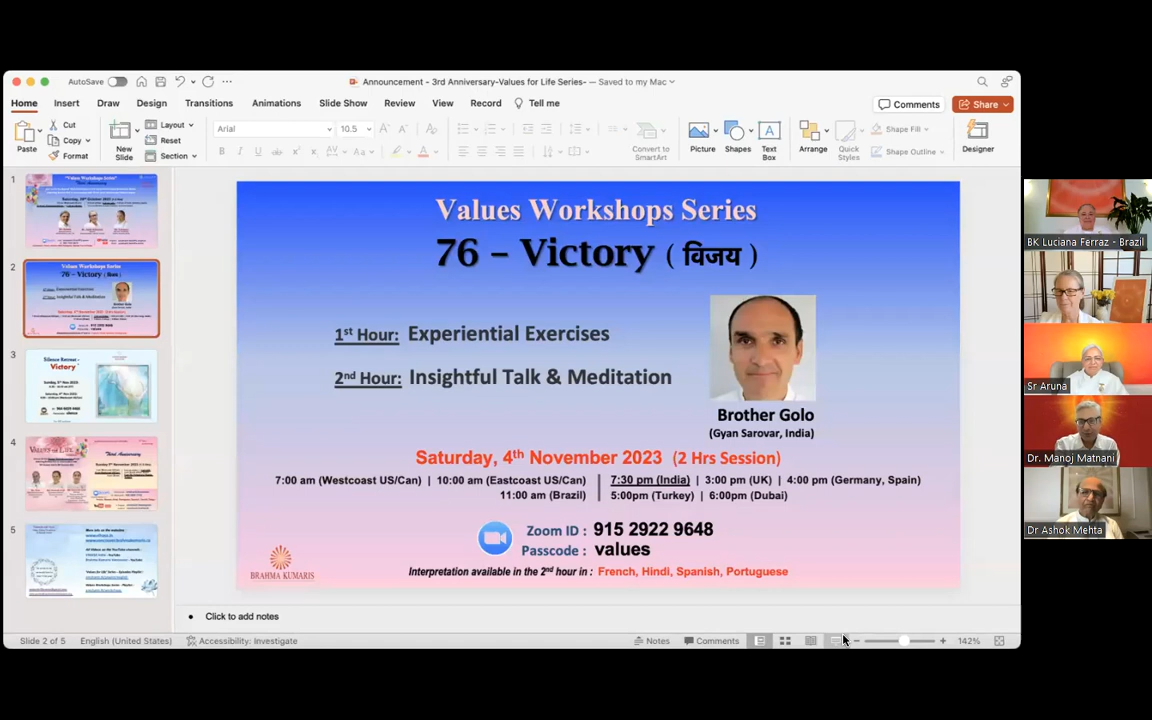 AutoSave
Announcement - 3rd Anniversary-Values for Life Series- — Saved to my Mac
Home Insert Draw Design Transitions Animations Slide Show Review View Record Tell me
Comments Share
Paste
Cut
Copy
Format
New Slide
Layout
Reset
Section
Arial 10.5
Convert to SmartArt
Picture
Shapes
Text Box
Arrange
Quick Styles
Shape Fill
Shape Outline
Designer
1
2
3
4
5
Values Workshops Series
76 – Victory ( विजय )
1st Hour: Experiential Exercises
2nd Hour: Insightful Talk & Meditation
Brother Golo
(Gyan Sarovar, India)
Saturday, 4th November 2023 (2 Hrs Session)
7:00 am (Westcoast US/Can) | 10:00 am (Eastcoast US/Can)
11:00 am (Brazil)
7:30 pm (India) | 3:00 pm (UK) | 4:00 pm (Germany, Spain)
5:00pm (Turkey) | 6:00pm (Dubai)
Zoom ID : 915 2922 9648
Passcode : values
BRAHMA KUMARIS
Interpretation available in the 2nd hour in : French, Hindi, Spanish, Portuguese
Click to add notes
Slide 2 of 5 English (United States) Accessibility: Investigate Notes Comments 142%
BK Luciana Ferraz - Brazil
Sr Aruna
Dr. Manoj Matnani
Dr Ashok Mehta